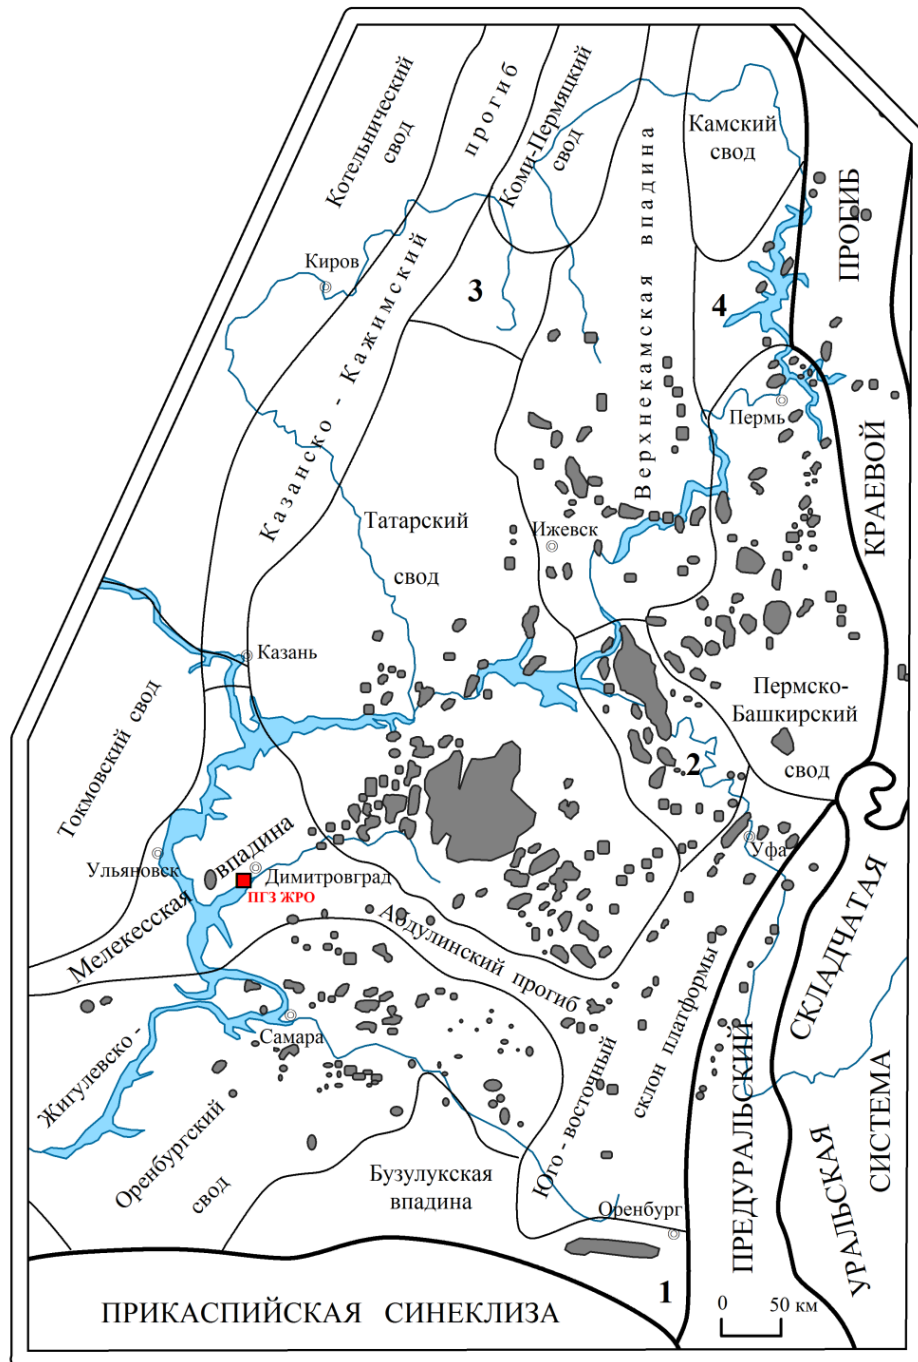 Котельнический
свод
прогиб
Коми-Пермяцкий
свод
Камский
свод
ПРОГИБ
Киров
3
Верхнекамская впадина
4
Казанско - Кажимский
Пермь
КРАЕВОЙ
Татарский
свод
Ижевск
Казань
Токмовский свод
Пермско-
Башкирский
свод
2
Уфа
Ульяновск
Мелекесская впадина
Димитровград
ПГЗ ЖРО
Абдулинский прогиб
СКЛАДЧАТАЯ
Самара
Жигулевско -
Оренбургский
свод
Юго - восточный
склон платформы
ПРЕДУРАЛЬСКИЙ
СИСТЕМА
УРАЛЬСКАЯ
Бузулукская
впадина
Оренбург
1
0 50 км
ПРИКАСПИЙСКАЯ СИНЕКЛИЗА